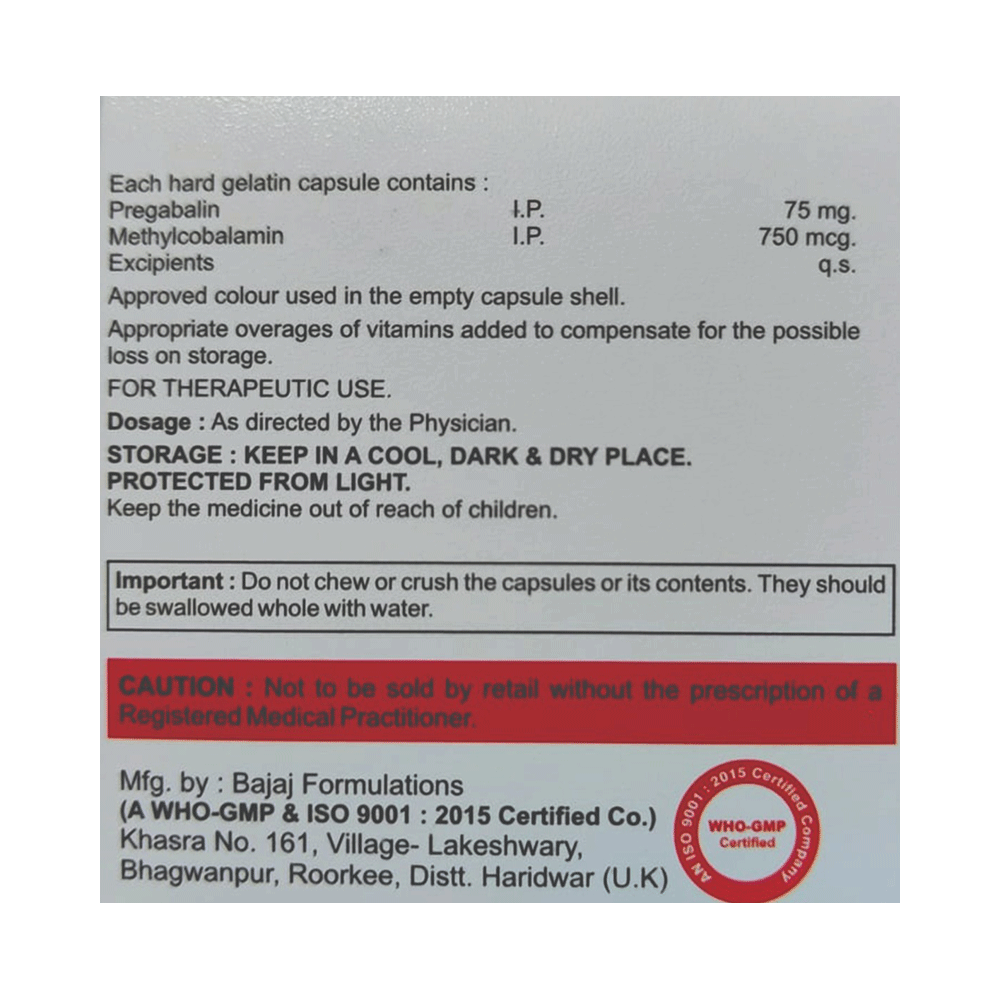 Each hard gelatin capsule contains :
Pregabalin I.P. 75 mg.
Methylcobalamin I.P. 750 mcg.
Excipients q.s.
Approved colour used in the empty capsule shell.
Appropriate overages of vitamins added to compensate for the possible
loss on storage.
FOR THERAPEUTIC USE.
Dosage : As directed by the Physician.
STORAGE : KEEP IN A COOL, DARK & DRY PLACE.
PROTECTED FROM LIGHT.
Keep the medicine out of reach of children.
Important : Do not chew or crush the capsules or its contents. They should
be swallowed whole with water.
CAUTION : Not to be sold by retail without the prescription of a
Registered Medical Practitioner.
Mfg. by : Bajaj Formulations
(A WHO-GMP & ISO 9001 : 2015 Certified Co.)
Khasra No. 161, Village- Lakeshwary,
Bhagwanpur, Roorkee, Distt. Haridwar (U.K)
AN ISO 9001 : 2015 Certified Company
WHO-GMP
Certified